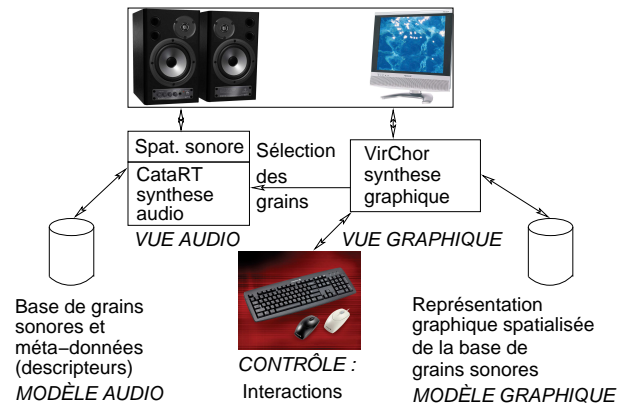 Spat. sonore
CataRT
synthese
audio
Sélection
des
grains
VirChor
synthese
graphique
VUE AUDIO
VUE GRAPHIQUE
Base de grains
sonores et
méta−données
(descripteurs)
MODÈLE AUDIO
CONTRÔLE :
Interactions
Représentation
graphique spatialisée
de la base de
grains sonores
MODÈLE GRAPHIQUE